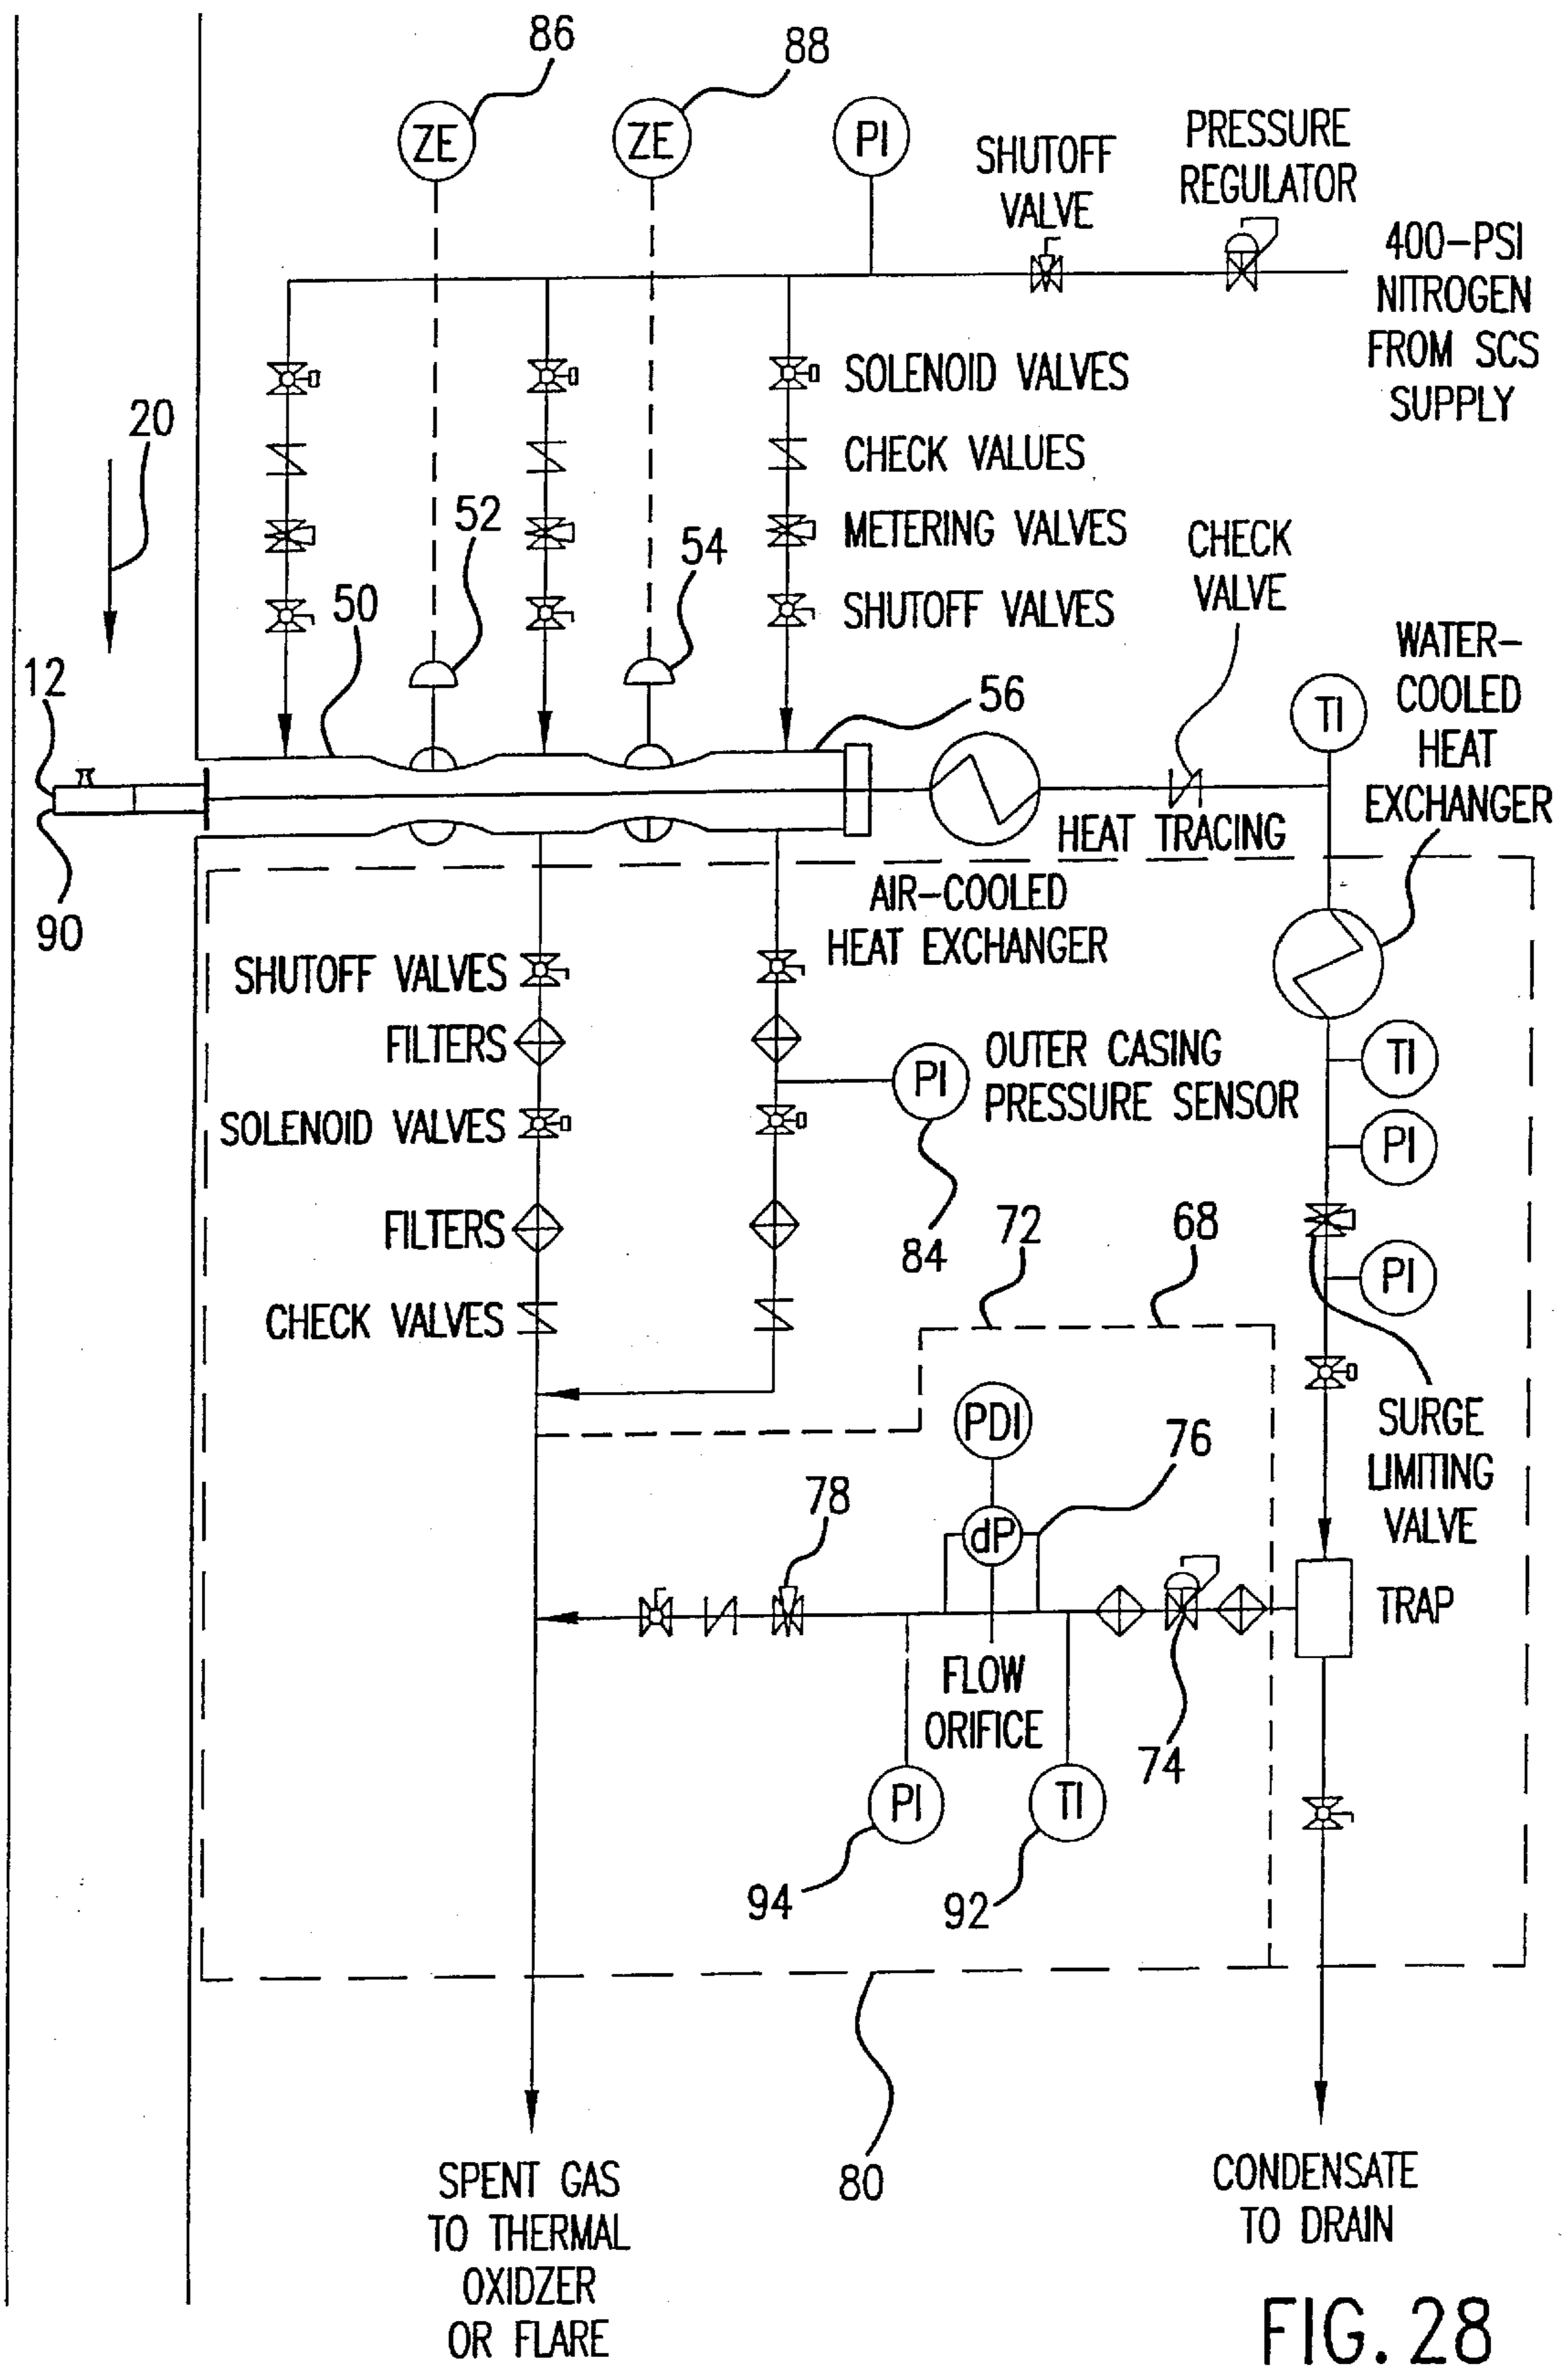 86
88
ZE
ZE
PI
SHUTOFF
VALVE
PRESSURE
REGULATOR
400-PSI
NITROGEN
FROM SCS
SUPPLY
20
SOLENOID VALVES
CHECK VALUES
METERING VALVES
SHUTOFF VALVES
52
54
50
56
CHECK
VALVE
WATER-
COOLED
HEAT
EXCHANGER
TI
12
90
HEAT TRACING
AIR-COOLED
HEAT EXCHANGER
SHUTOFF VALVES
FILTERS
SOLENOID VALVES
FILTERS
CHECK VALVES
PI
OUTER CASING
PRESSURE SENSOR
84
TI
PI
PI
72
68
SURGE
LIMITING
VALVE
PDI
dP
76
78
TRAP
FLOW
ORIFICE
74
PI
TI
94
92
80
SPENT GAS
TO THERMAL
OXIDZER
OR FLARE
CONDENSATE
TO DRAIN
FIG. 28